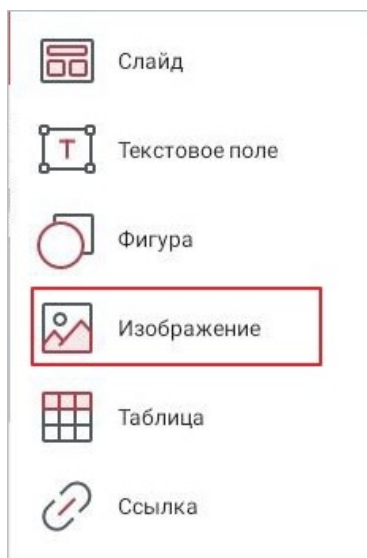 Слайд
Текстовое поле
Фигура
Изображение
Таблица
Ссылка